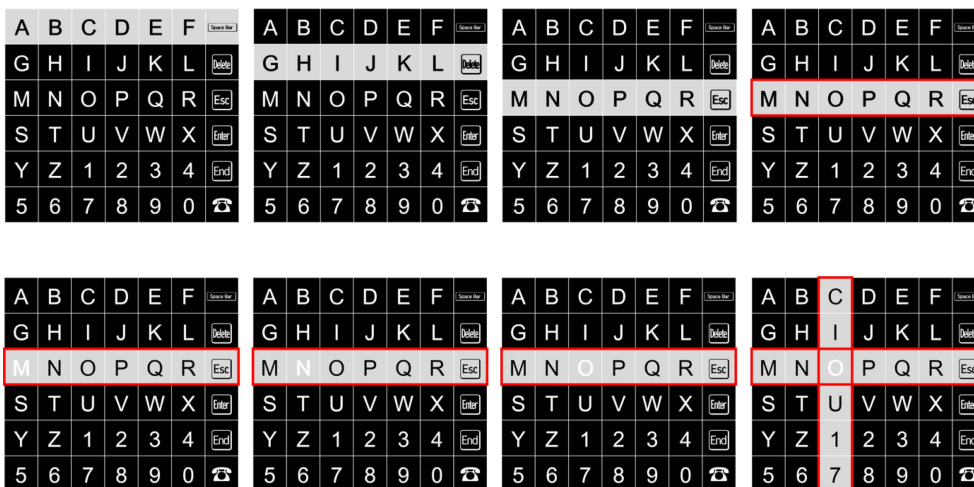 A B C D E F Space Bar
G H I J K L Delete
M N O P Q R Esc
S T U V W X Enter
Y Z 1 2 3 4 End
5 6 7 8 9 0
A B C D E F Space Bar
G H I J K L Delete
M N O P Q R Esc
S T U V W X Enter
Y Z 1 2 3 4 End
5 6 7 8 9 0
A B C D E F Space Bar
G H I J K L Delete
M N O P Q R Esc
S T U V W X Enter
Y Z 1 2 3 4 End
5 6 7 8 9 0
A B C D E F
G H I J K L
M N O P Q R
S T U V W X
Y Z 1 2 3 4
5 6 7 8 9 0
A B C D E F Space Bar
G H I J K L Delete
M N O P Q R Esc
S T U V W X Enter
Y Z 1 2 3 4 End
5 6 7 8 9 0
A B C D E F Space Bar
G H I J K L Delete
M N O P Q R Esc
S T U V W X Enter
Y Z 1 2 3 4 End
5 6 7 8 9 0
A B C D E F Space Bar
G H I J K L Delete
M N O P Q R Esc
S T U V W X Enter
Y Z 1 2 3 4 End
5 6 7 8 9 0
A B C D E F
G H I J K L
M N O P Q R
S T U V W X
Y Z 1 2 3 4
5 6 7 8 9 0